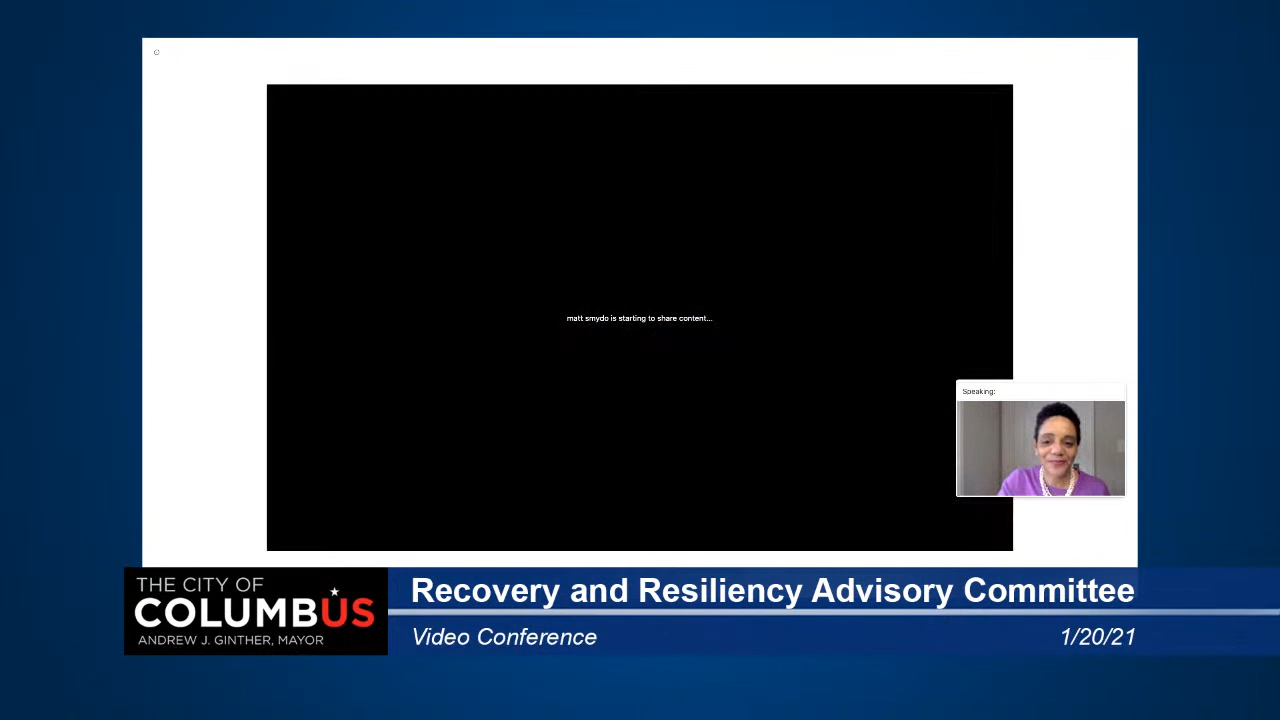 matt smydo is starting to share content...
Speaking:
THE CITY OF
COLUMBUS
ANDREW J. GINTHER, MAYOR
Recovery and Resiliency Advisory Committee
Video Conference
1/20/21